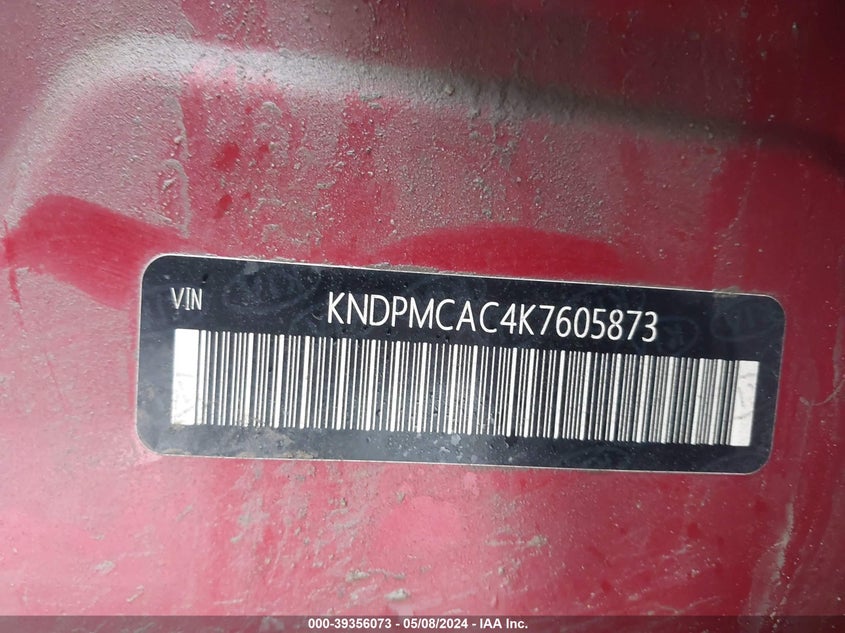 VIN
KNDPMCAC4K7605873
000-39356073 - 05/08/2024 - IAA Inc.